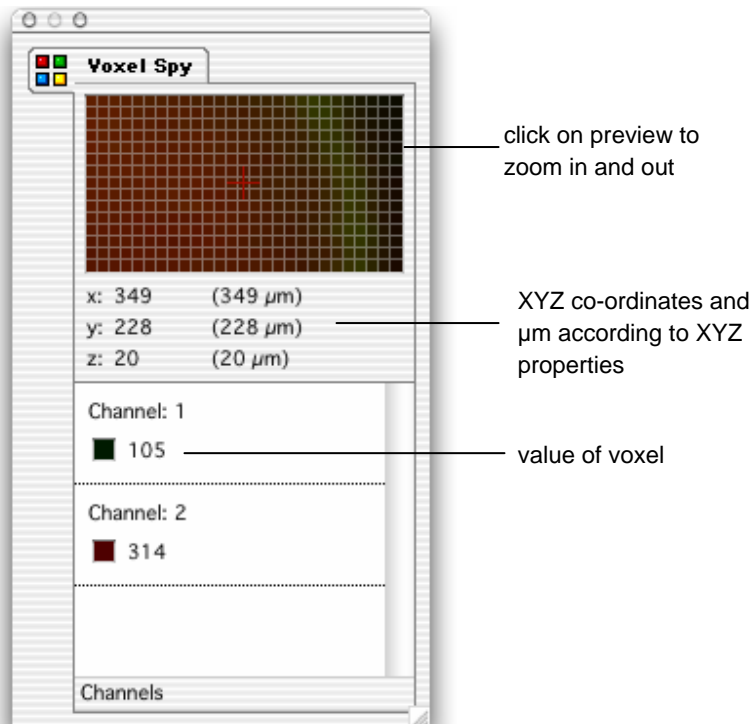 Voxel Spy
click on preview to
zoom in and out
x: 349 (349 µm)
y: 228 (228 µm)
z: 20 (20 µm)
XYZ co-ordinates and
µm according to XYZ
properties
Channel: 1
105
value of voxel
Channel: 2
314
Channels